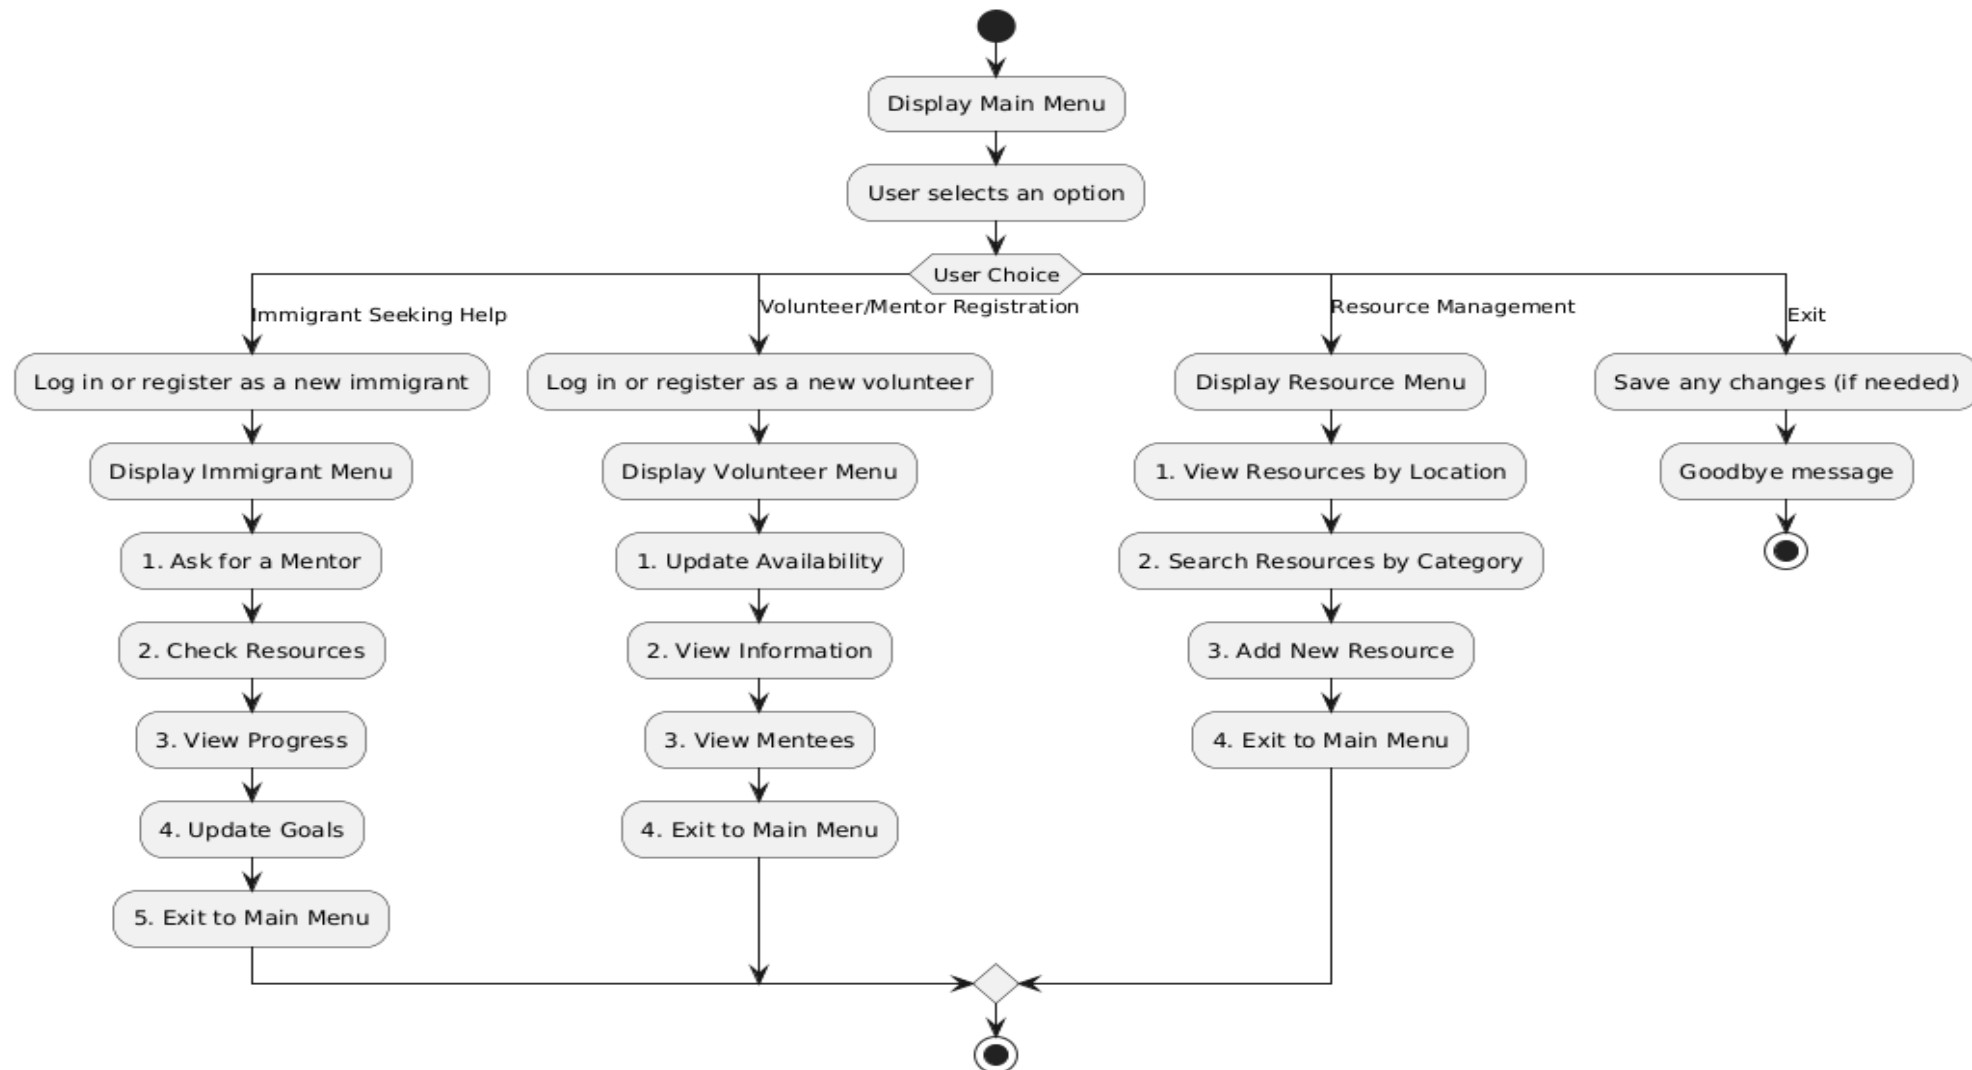 Display Main Menu
User selects an option
User Choice
Immigrant Seeking Help
Log in or register as a new immigrant
Display Immigrant Menu
1. Ask for a Mentor
2. Check Resources
3. View Progress
4. Update Goals
5. Exit to Main Menu
Volunteer/Mentor Registration
Log in or register as a new volunteer
Display Volunteer Menu
1. Update Availability
2. View Information
3. View Mentees
4. Exit to Main Menu
Resource Management
Display Resource Menu
1. View Resources by Location
2. Search Resources by Category
3. Add New Resource
4. Exit to Main Menu
Exit
Save any changes (if needed)
Goodbye message